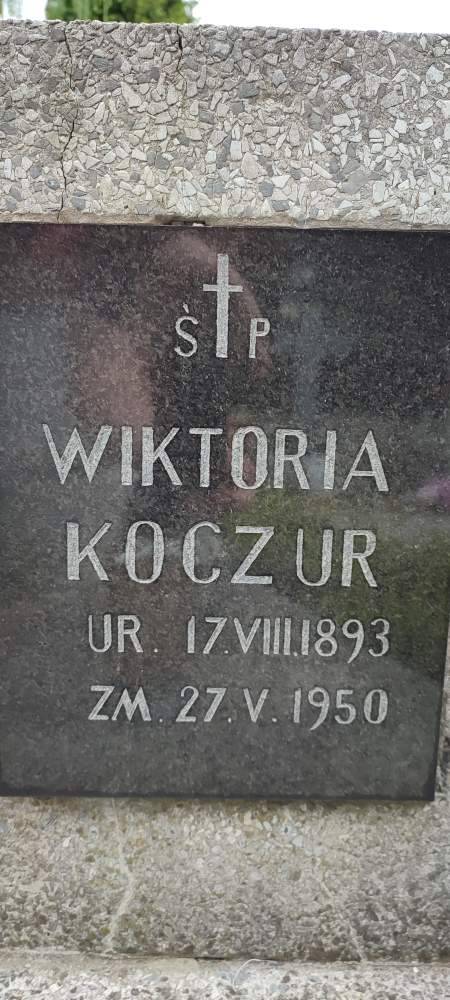 Ś P
WIKTORIA
KOCZUR
UR. 17.VIII.1893
ZM. 27.V.1950